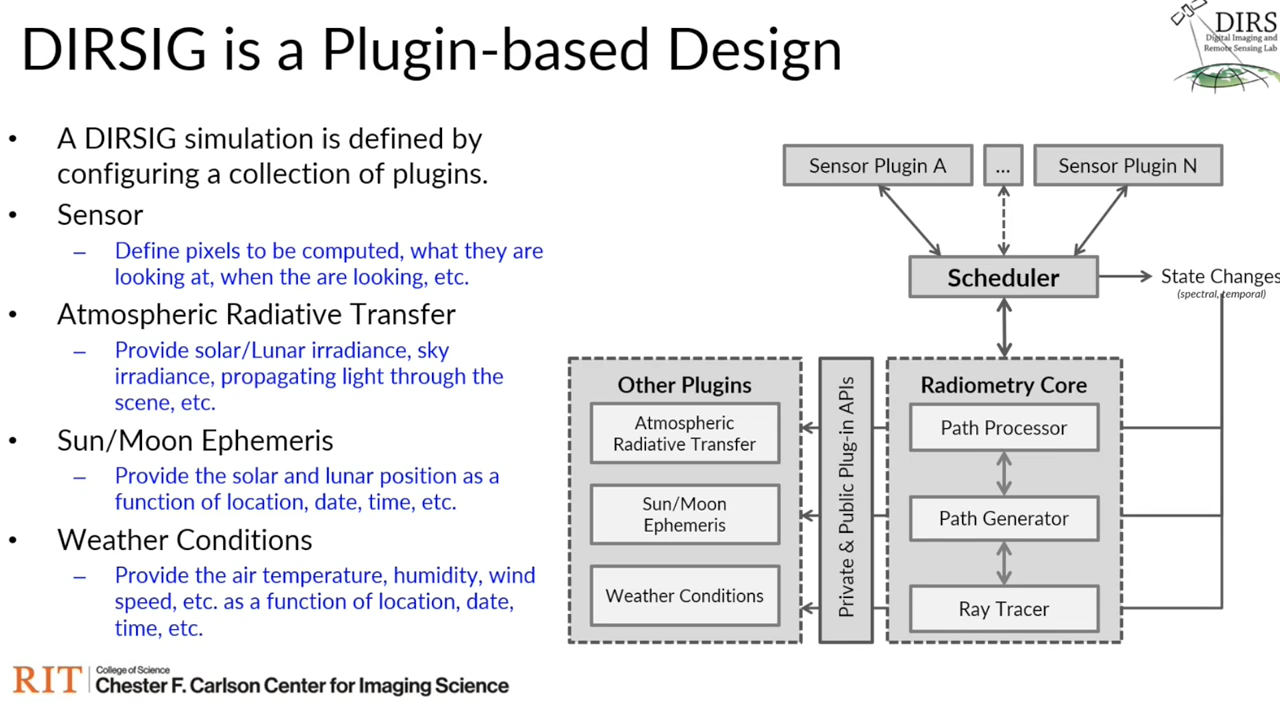 DIRSIG is a Plugin-based Design
DIRS
Digital Imaging and
Remote Sensing Lab
• A DIRSIG simulation is defined by
configuring a collection of plugins.
• Sensor
– Define pixels to be computed, what they are
looking at, when the are looking, etc.
• Atmospheric Radiative Transfer
– Provide solar/Lunar irradiance, sky
irradiance, propagating light through the
scene, etc.
• Sun/Moon Ephemeris
– Provide the solar and lunar position as a
function of location, date, time, etc.
• Weather Conditions
– Provide the air temperature, humidity, wind
speed, etc. as a function of location, date,
time, etc.
Sensor Plugin A
...
Sensor Plugin N
Scheduler
State Changes
(spectral, temporal)
Other Plugins
Atmospheric
Radiative Transfer
Sun/Moon
Ephemeris
Weather Conditions
Private & Public Plug-in APIs
Radiometry Core
Path Processor
Path Generator
Ray Tracer
RIT
College of Science
Chester F. Carlson Center for Imaging Science